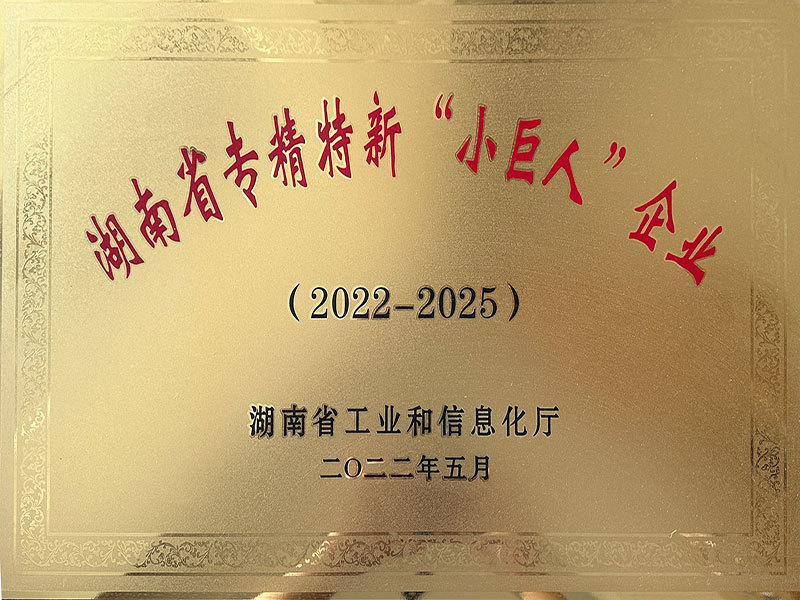 湖南省专精特新“小巨人”企业
（2022-2025）
湖南省工业和信息化厅
二〇二二年五月